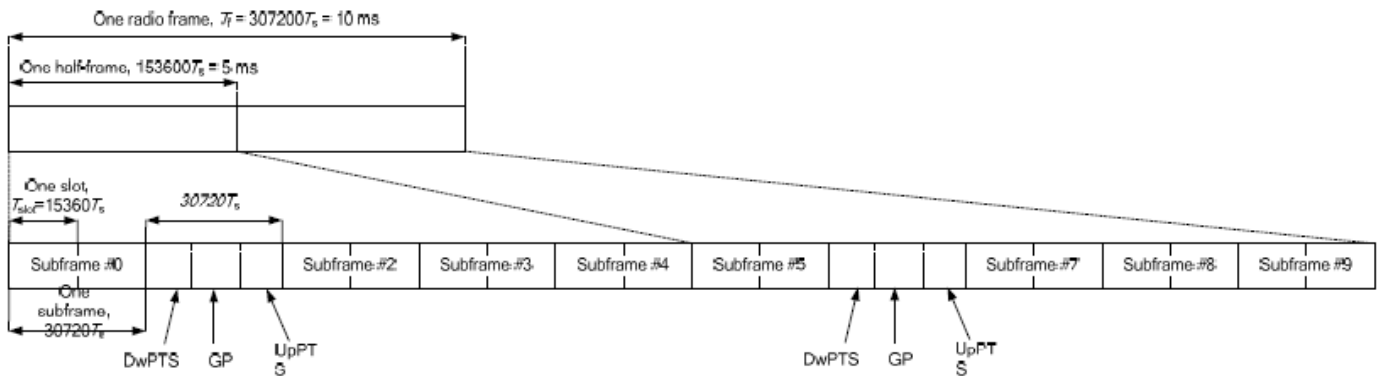 One radio frame, Tf = 307200Ts = 10 ms
One half-frame, 153600Ts = 5 ms
One slot,
Tslot=15360Ts
30720Ts
Subframe #0
Subframe #2
Subframe #3
Subframe #4
Subframe #5
Subframe #7
Subframe #8
Subframe #9
One
subframe,
30720Ts
DwPTS
GP
UpPT
S
DwPTS
GP
UpPT
S